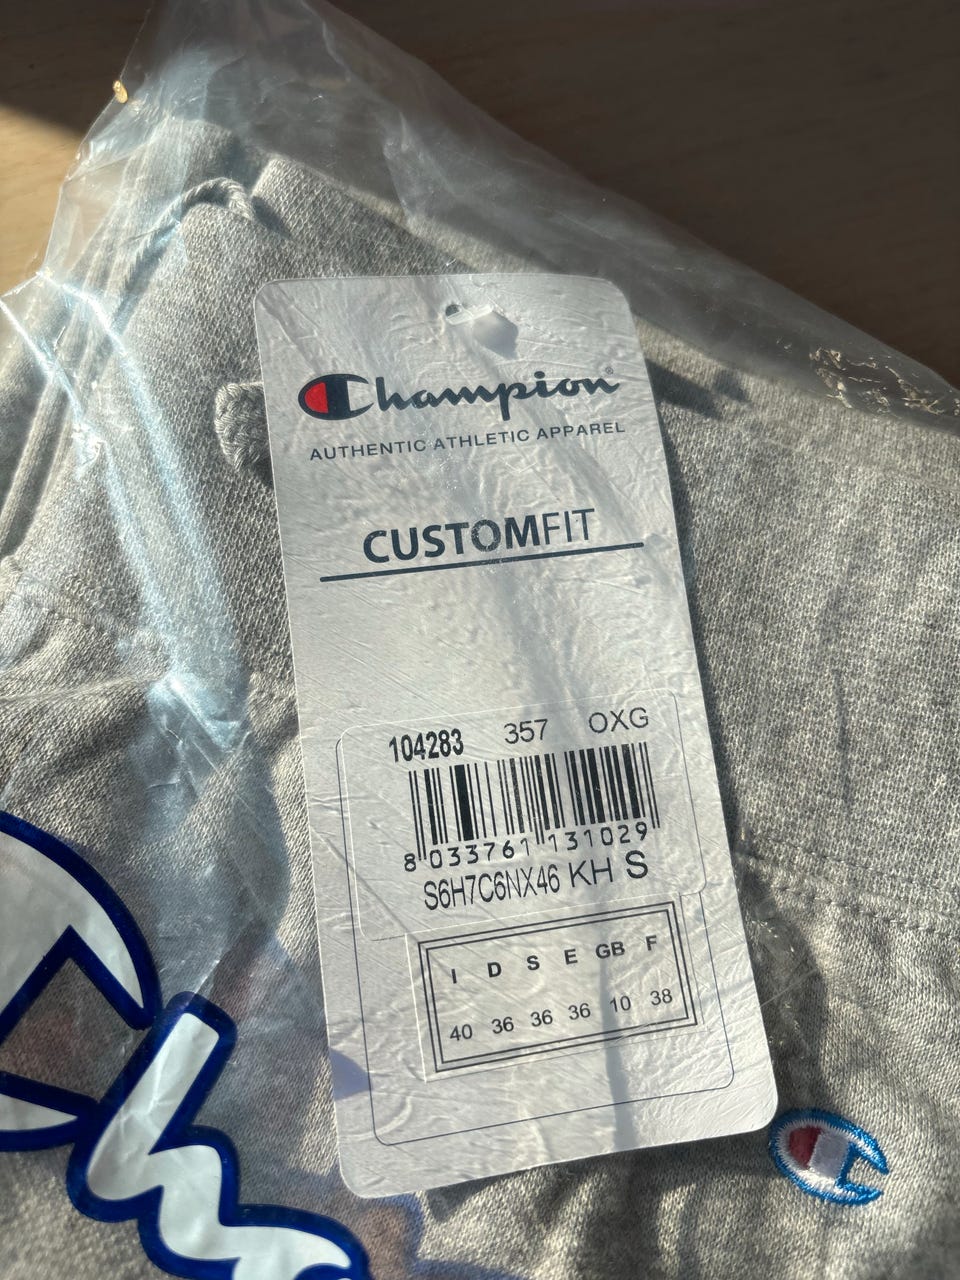 Champion®
AUTHENTIC ATHLETIC APPAREL
CUSTOMFIT
104283 357 OXG
8 033761 131029
S6H7C6NX46 KH S
I D S E GB F
40 36 36 36 10 38